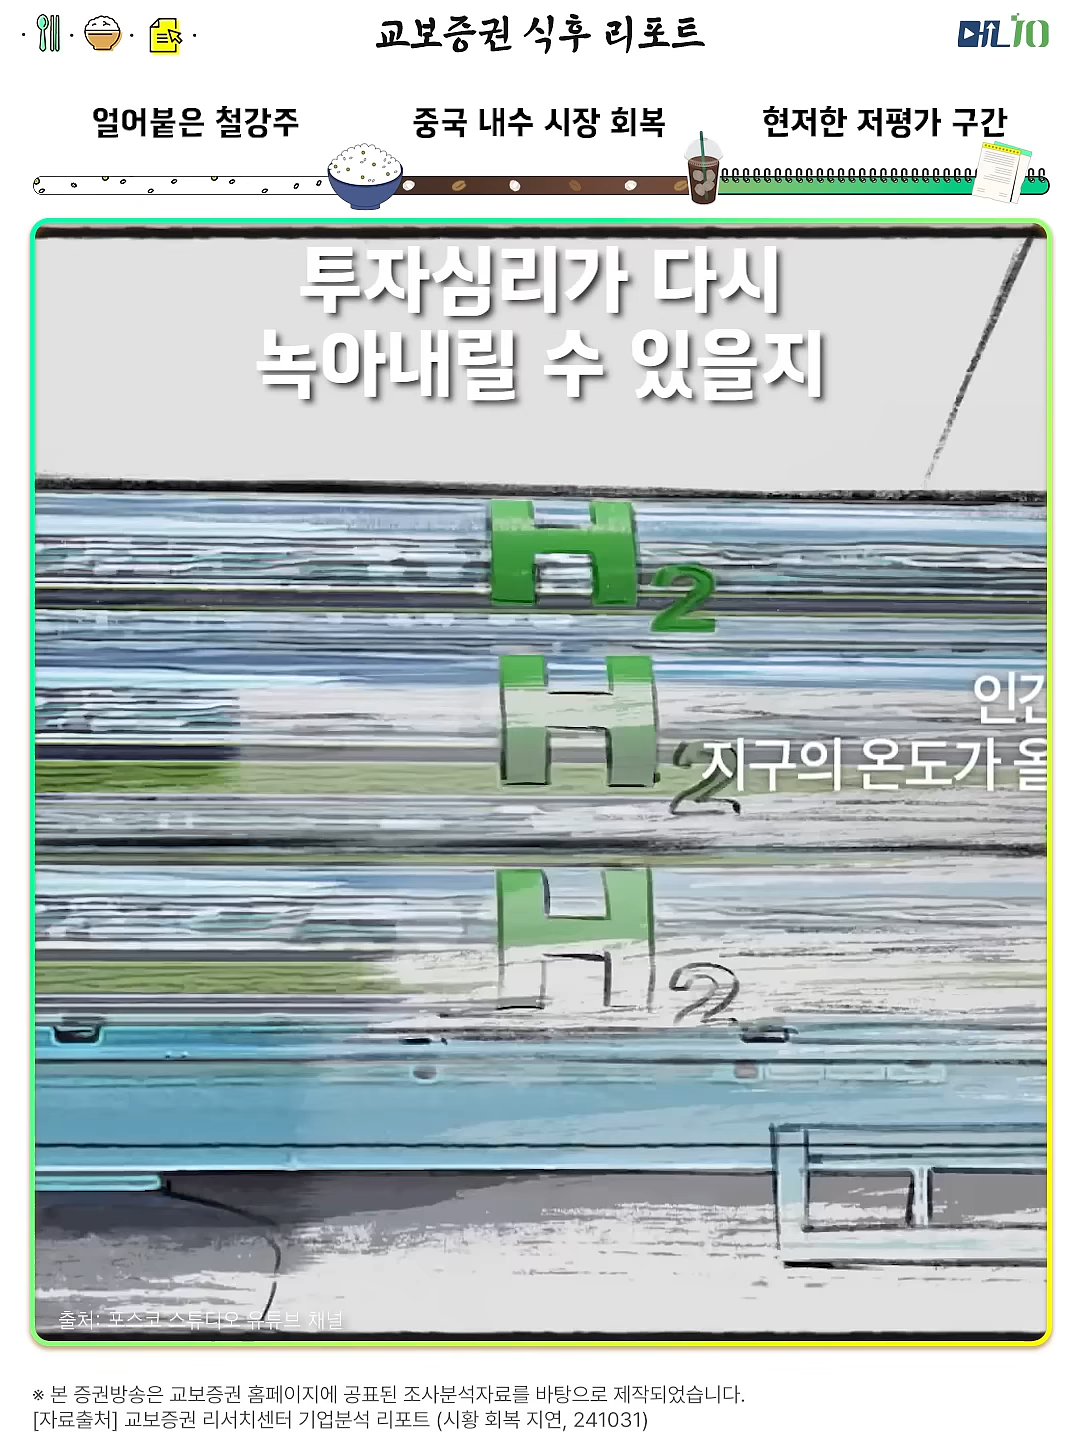 교보증권 식후 리포트
매일10
얼어붙은 철강주
중국 내수 시장 회복
현저한 저평가 구간
투자심리가 다시
녹아내릴 수 있을지
H2
H2
H2
인간
지구의 온도가 올
출처: 포스코 스튜디오 유튜브 채널
※ 본 증권방송은 교보증권 홈페이지에 공표된 조사분석자료를 바탕으로 제작되었습니다.
[자료출처] 교보증권 리서치센터 기업분석 리포트 (시황 회복 지연, 241031)